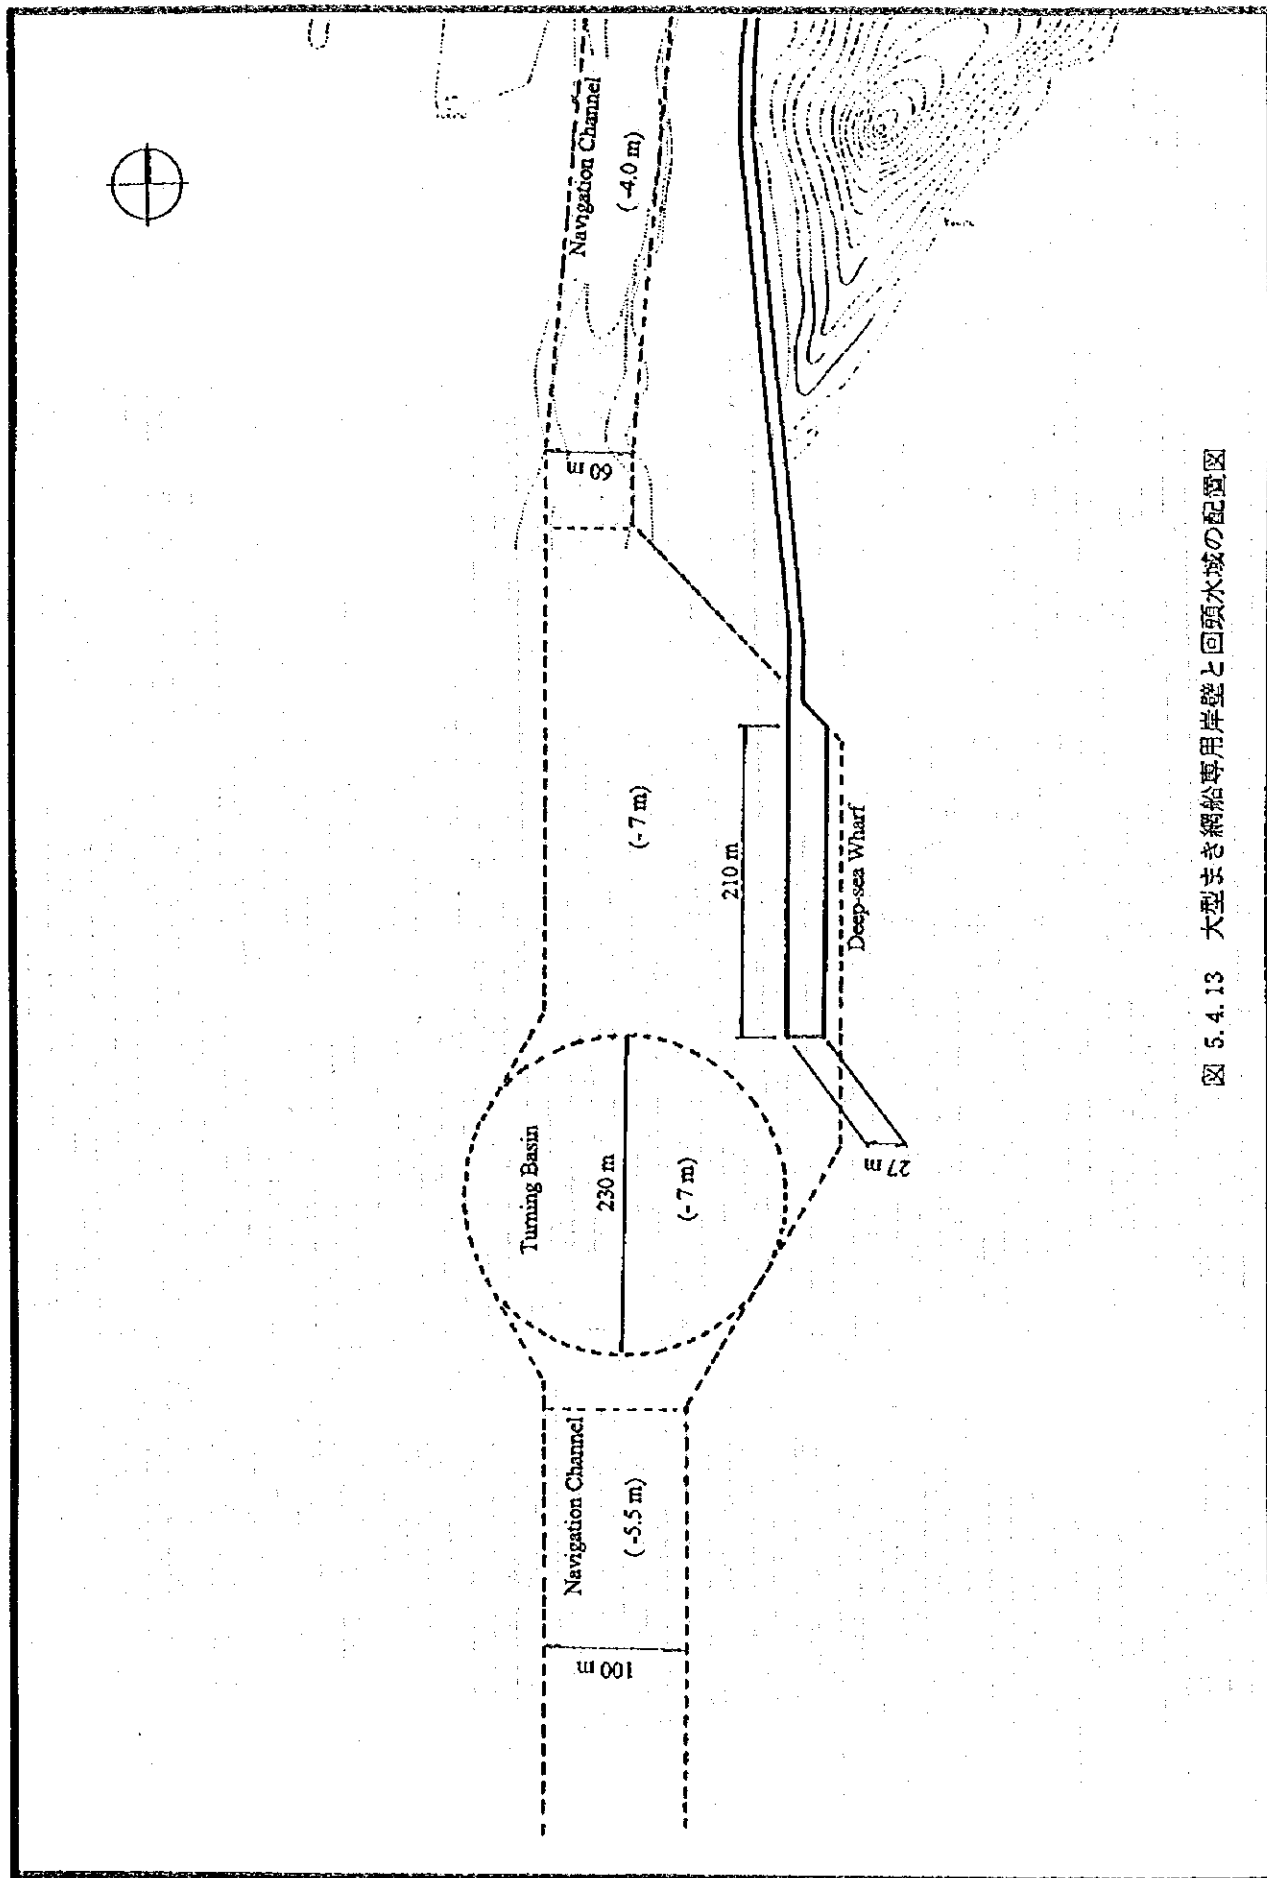 Navigation Channel
(-5.5 m)
100 m
Turning Basin
230 m
(-7 m)
27 m
Deep-sea Wharf
210 m
(-7 m)
60 m
Navigation Channel
(-4.0 m)
図 5.4.13 大型まき網船専用岸壁と回頭水域の配置図